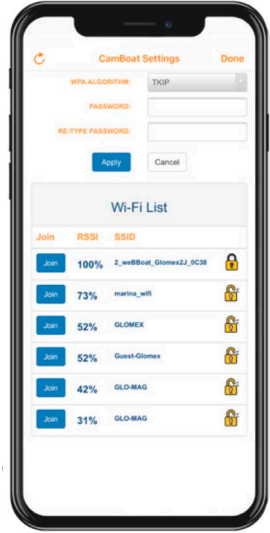 CamBoat Settings Done
WPA ALGORITHM: TKIP
PASSWORD:
RE-TYPE PASSWORD:
Apply Cancel
Wi-Fi List
Join RSSI SSID
Join 100% 2_weBBoat_Glomex2J_0C38
Join 73% marina_wifi
Join 52% GLOMEX
Join 52% Guest-Glomex
Join 42% GLO-MAG
Join 31% GLO-MAG